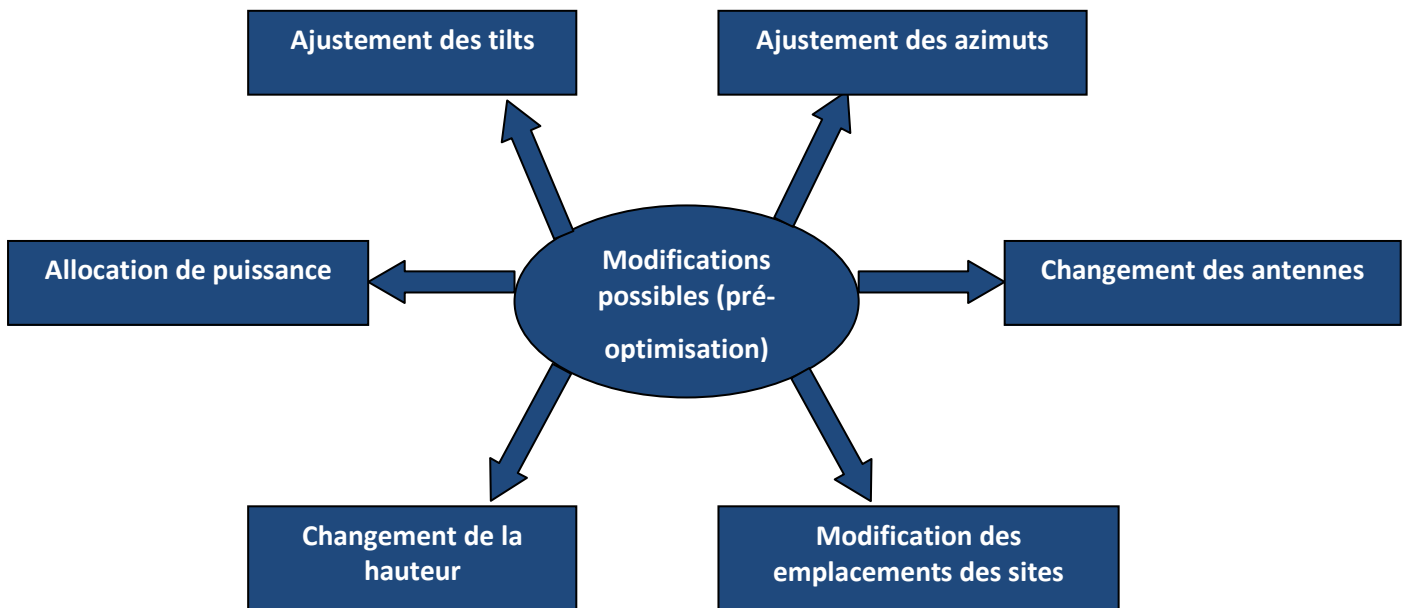 Ajustement des tilts
Ajustement des azimuts
Allocation de puissance
Modifications
possibles (pré-
optimisation)
Changement des antennes
Changement de la
hauteur
Modification des
emplacements des sites